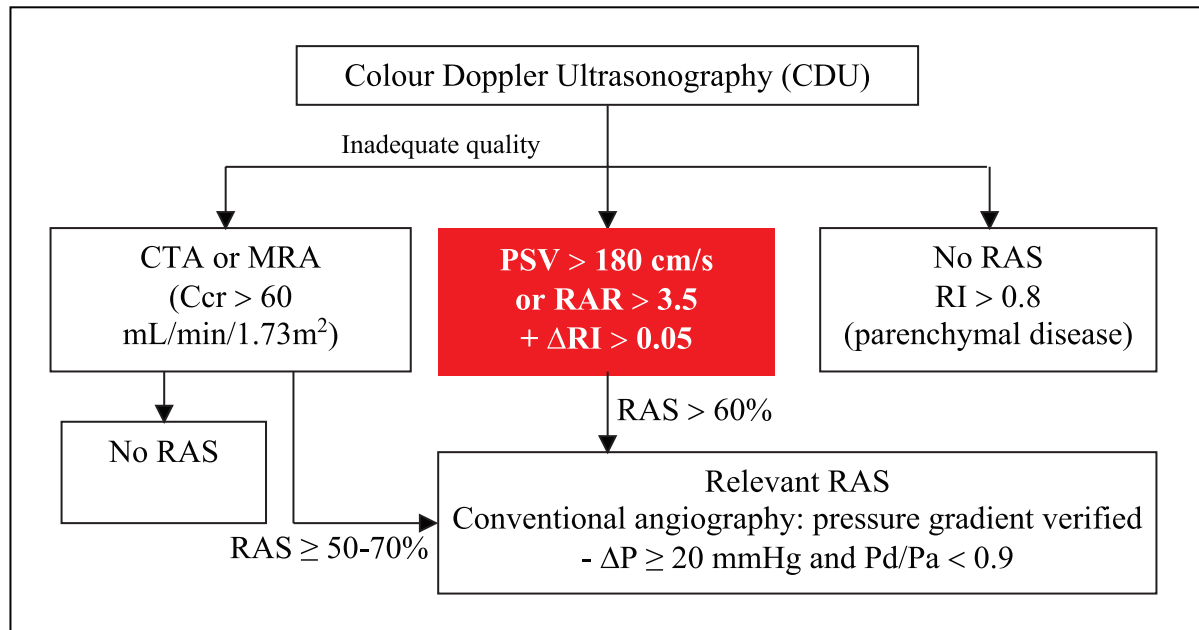 Colour Doppler Ultrasonography (CDU)
Inadequate quality
CTA or MRA
(Ccr > 60
mL/min/1.73m²)
PSV > 180 cm/s
or RAR > 3.5
+ ΔRI > 0.05
No RAS
RI > 0.8
(parenchymal disease)
No RAS
RAS > 60%
RAS ≥ 50-70%
Relevant RAS
Conventional angiography: pressure gradient verified
- ΔP ≥ 20 mmHg and Pd/Pa < 0.9